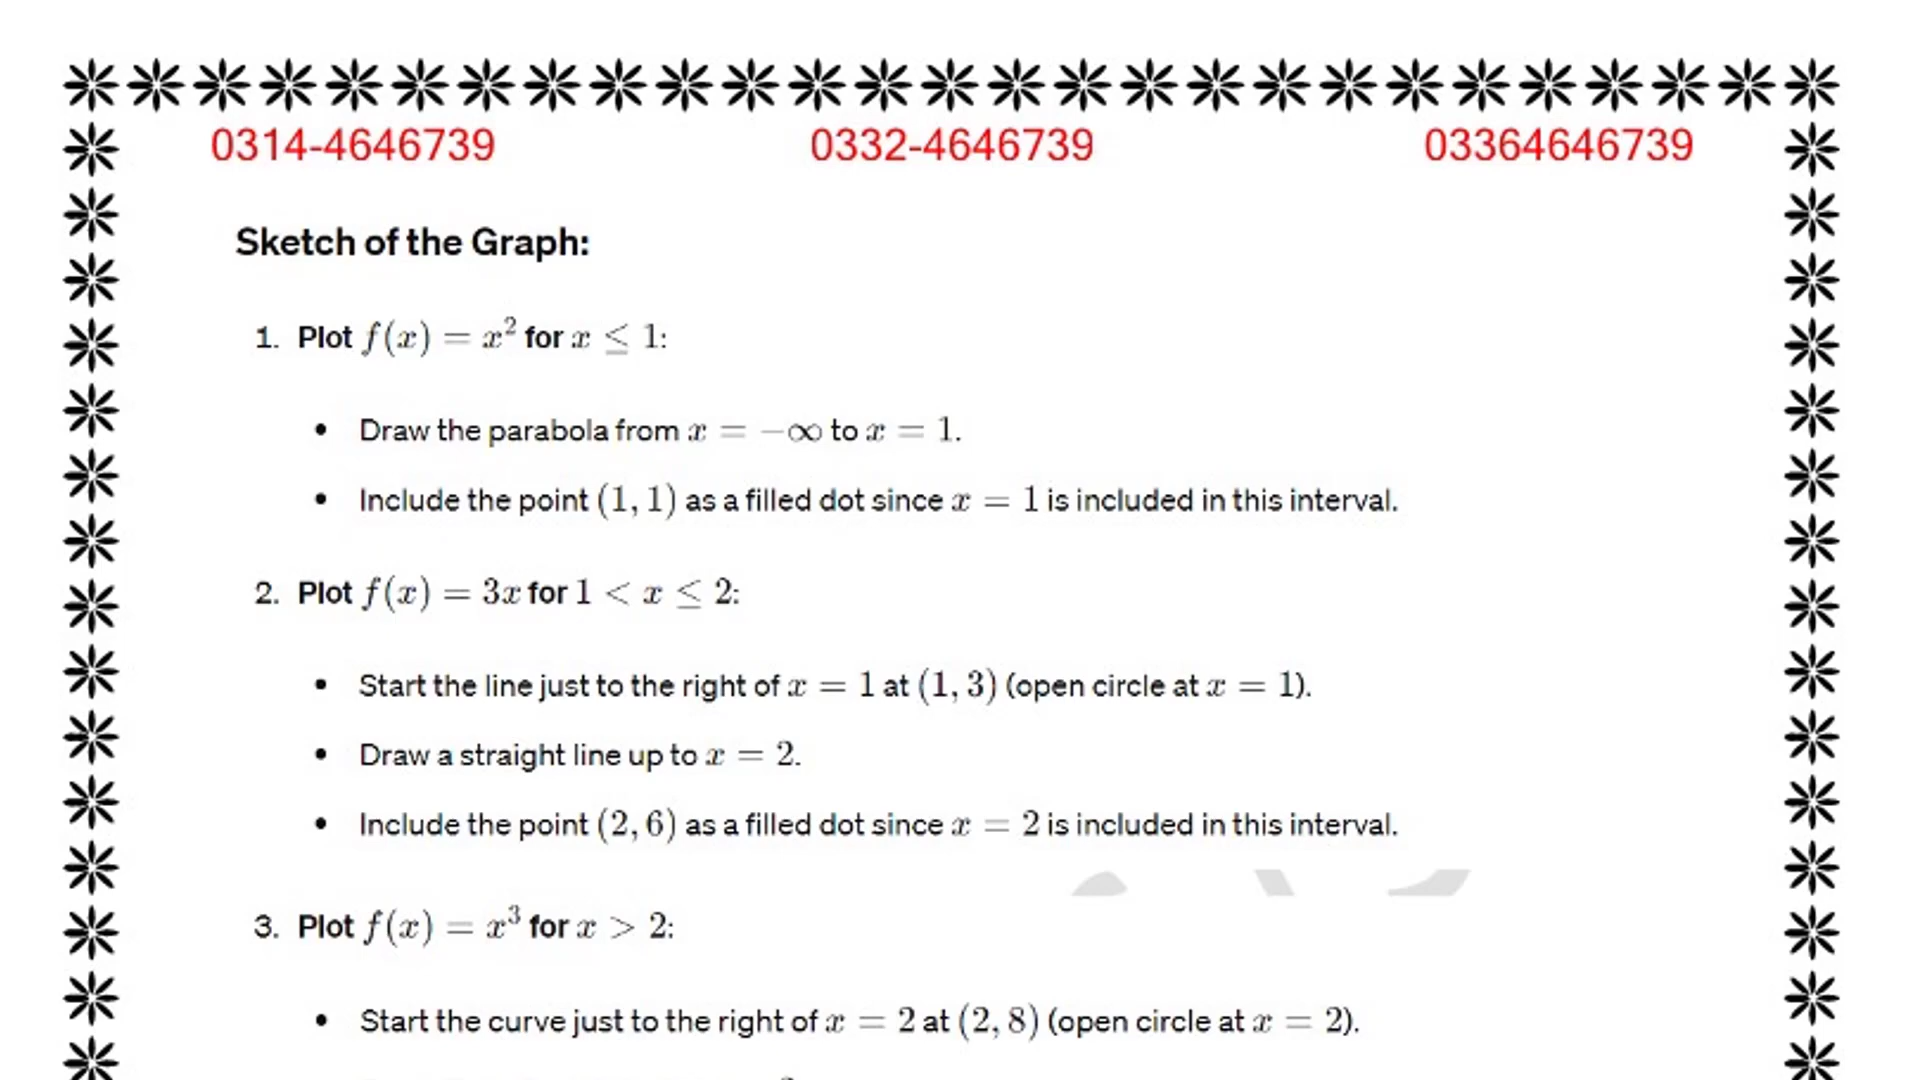 0314-4646739 0332-4646739 03364646739
Sketch of the Graph:
1. Plot f(x) = x² for x ≤ 1:
• Draw the parabola from x = −∞ to x = 1.
• Include the point (1, 1) as a filled dot since x = 1 is included in this interval.
2. Plot f(x) = 3x for 1 < x ≤ 2:
• Start the line just to the right of x = 1 at (1, 3) (open circle at x = 1).
• Draw a straight line up to x = 2.
• Include the point (2, 6) as a filled dot since x = 2 is included in this interval.
3. Plot f(x) = x³ for x > 2:
• Start the curve just to the right of x = 2 at (2, 8) (open circle at x = 2).